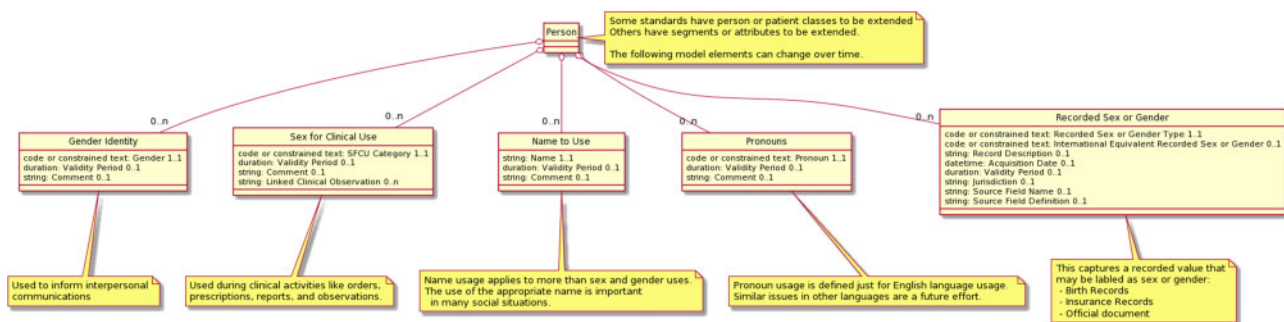 Person
Some standards have person or patient classes to be extended
Others have segments or attributes to be extended.
The following model elements can change over time.
0..n
0..n
0..n
0..n
0..n
Gender Identity
code or constrained text: Gender 1..1
duration: Validity Period 0..1
string: Comment 0..1
Sex for Clinical Use
code or constrained text: SFCU Category 1..1
duration: Validity Period 0..1
string: Comment 0..1
string: Linked Clinical Observation 0..n
Name to Use
string: Name 1..1
duration: Validity Period 0..1
string: Comment 0..1
Pronouns
code or constrained text: Pronoun 1..1
duration: Validity Period 0..1
string: Comment 0..1
Recorded Sex or Gender
code or constrained text: Recorded Sex or Gender Type 1..1
code or constrained text: International Equivalent Recorded Sex or Gender 0..1
string: Record Description 0..1
datetime: Acquisition Date 0..1
duration: Validity Period 0..1
string: Jurisdiction 0..1
string: Source Field Name 0..1
string: Source Field Definition 0..1
Used to inform interpersonal
communications
Used during clinical activities like orders,
prescriptions, reports, and observations.
Name usage applies to more than sex and gender uses.
The use of the appropriate name is important
in many social situations.
Pronoun usage is defined just for English language usage.
Similar issues in other languages are a future effort.
This captures a recorded value that
may be labled as sex or gender:
- Birth Records
- Insurance Records
- Official document